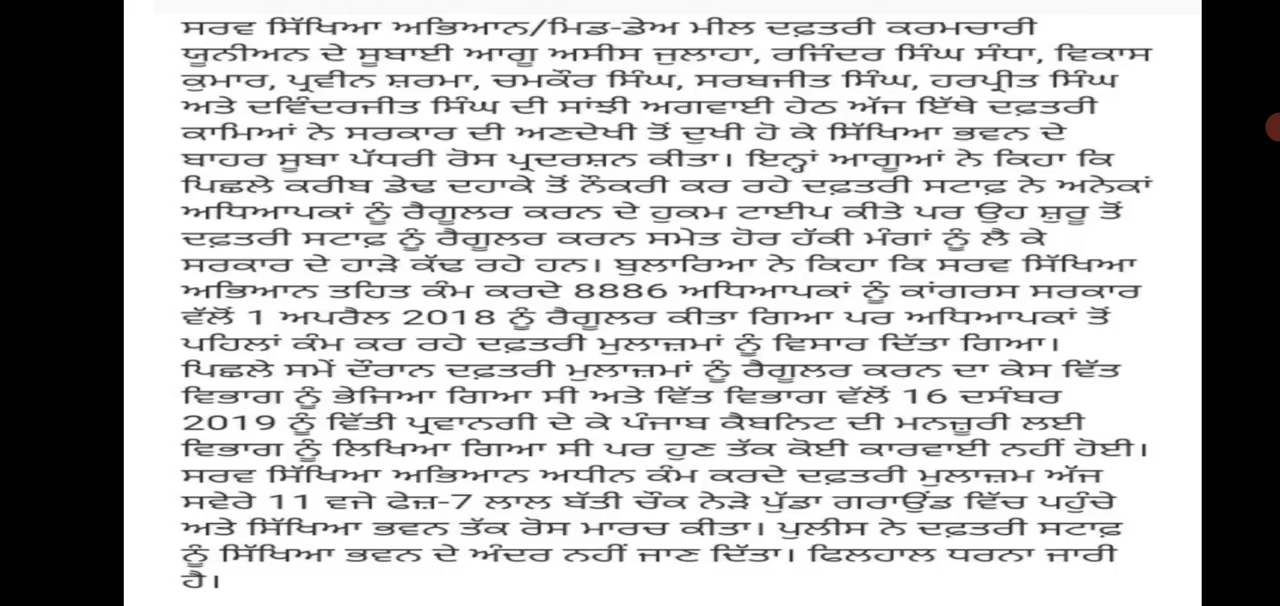 ਸਰਵ ਸਿੱਖਿਆ ਅਭਿਆਨ/ਮਿਡ-ਡੇਅ ਮੀਲ ਦਫ਼ਤਰੀ ਕਰਮਚਾਰੀ
ਯੂਨੀਅਨ ਦੇ ਸੂਬਾਈ ਆਗੂ ਅਸੀਸ ਜੁਲਾਹਾ, ਰਜਿੰਦਰ ਸਿੰਘ ਸੰਧਾ, ਵਿਕਾਸ
ਕੁਮਾਰ, ਪ੍ਰਵੀਨ ਸ਼ਰਮਾ, ਚਮਕੌਰ ਸਿੰਘ, ਸਰਬਜੀਤ ਸਿੰਘ, ਹਰਪ੍ਰੀਤ ਸਿੰਘ
ਅਤੇ ਦਵਿੰਦਰਜੀਤ ਸਿੰਘ ਦੀ ਸਾਂਝੀ ਅਗਵਾਈ ਹੇਠ ਅੱਜ ਇੱਥੇ ਦਫ਼ਤਰੀ
ਕਾਮਿਆਂ ਨੇ ਸਰਕਾਰ ਦੀ ਅਣਦੇਖੀ ਤੋਂ ਦੁਖੀ ਹੋ ਕੇ ਸਿੱਖਿਆ ਭਵਨ ਦੇ
ਬਾਹਰ ਸੂਬਾ ਪੱਧਰੀ ਰੋਸ ਪ੍ਰਦਰਸ਼ਨ ਕੀਤਾ। ਇਨ੍ਹਾਂ ਆਗੂਆਂ ਨੇ ਕਿਹਾ ਕਿ
ਪਿਛਲੇ ਕਰੀਬ ਡੇਢ ਦਹਾਕੇ ਤੋਂ ਨੌਕਰੀ ਕਰ ਰਹੇ ਦਫ਼ਤਰੀ ਸਟਾਫ਼ ਨੇ ਅਨੇਕਾਂ
ਅਧਿਆਪਕਾਂ ਨੂੰ ਰੈਗੂਲਰ ਕਰਨ ਦੇ ਹੁਕਮ ਟਾਈਪ ਕੀਤੇ ਪਰ ਉਹ ਸ਼ੁਰੂ ਤੋਂ
ਦਫ਼ਤਰੀ ਸਟਾਫ਼ ਨੂੰ ਰੈਗੂਲਰ ਕਰਨ ਸਮੇਤ ਹੋਰ ਹੱਕੀ ਮੰਗਾਂ ਨੂੰ ਲੈ ਕੇ
ਸਰਕਾਰ ਦੇ ਹਾੜੇ ਕੱਢ ਰਹੇ ਹਨ। ਬੁਲਾਰਿਆ ਨੇ ਕਿਹਾ ਕਿ ਸਰਵ ਸਿੱਖਿਆ
ਅਭਿਆਨ ਤਹਿਤ ਕੰਮ ਕਰਦੇ 8886 ਅਧਿਆਪਕਾਂ ਨੂੰ ਕਾਂਗਰਸ ਸਰਕਾਰ
ਵੱਲੋਂ 1 ਅਪਰੈਲ 2018 ਨੂੰ ਰੈਗੂਲਰ ਕੀਤਾ ਗਿਆ ਪਰ ਅਧਿਆਪਕਾਂ ਤੋਂ
ਪਹਿਲਾਂ ਕੰਮ ਕਰ ਰਹੇ ਦਫ਼ਤਰੀ ਮੁਲਾਜ਼ਮਾਂ ਨੂੰ ਵਿਸਾਰ ਦਿੱਤਾ ਗਿਆ।
ਪਿਛਲੇ ਸਮੇਂ ਦੌਰਾਨ ਦਫ਼ਤਰੀ ਮੁਲਾਜ਼ਮਾਂ ਨੂੰ ਰੈਗੂਲਰ ਕਰਨ ਦਾ ਕੇਸ ਵਿੱਤ
ਵਿਭਾਗ ਨੂੰ ਭੇਜਿਆ ਗਿਆ ਸੀ ਅਤੇ ਵਿੱਤ ਵਿਭਾਗ ਵੱਲੋਂ 16 ਦਸੰਬਰ
2019 ਨੂੰ ਵਿੱਤੀ ਪ੍ਰਵਾਨਗੀ ਦੇ ਕੇ ਪੰਜਾਬ ਕੈਬਨਿਟ ਦੀ ਮਨਜ਼ੂਰੀ ਲਈ
ਵਿਭਾਗ ਨੂੰ ਲਿਖਿਆ ਗਿਆ ਸੀ ਪਰ ਹੁਣ ਤੱਕ ਕੋਈ ਕਾਰਵਾਈ ਨਹੀਂ ਹੋਈ।
ਸਰਵ ਸਿੱਖਿਆ ਅਭਿਆਨ ਅਧੀਨ ਕੰਮ ਕਰਦੇ ਦਫ਼ਤਰੀ ਮੁਲਾਜ਼ਮ ਅੱਜ
ਸਵੇਰੇ 11 ਵਜੇ ਫੇਜ਼-7 ਲਾਲ ਬੱਤੀ ਚੌਕ ਨੇੜੇ ਪੁੱਡਾ ਗਰਾਉਂਡ ਵਿੱਚ ਪਹੁੰਚੇ
ਅਤੇ ਸਿੱਖਿਆ ਭਵਨ ਤੱਕ ਰੋਸ ਮਾਰਚ ਕੀਤਾ। ਪੁਲੀਸ ਨੇ ਦਫ਼ਤਰੀ ਸਟਾਫ਼
ਨੂੰ ਸਿੱਖਿਆ ਭਵਨ ਦੇ ਅੰਦਰ ਨਹੀਂ ਜਾਣ ਦਿੱਤਾ। ਫਿਲਹਾਲ ਧਰਨਾ ਜਾਰੀ
ਹੈ।